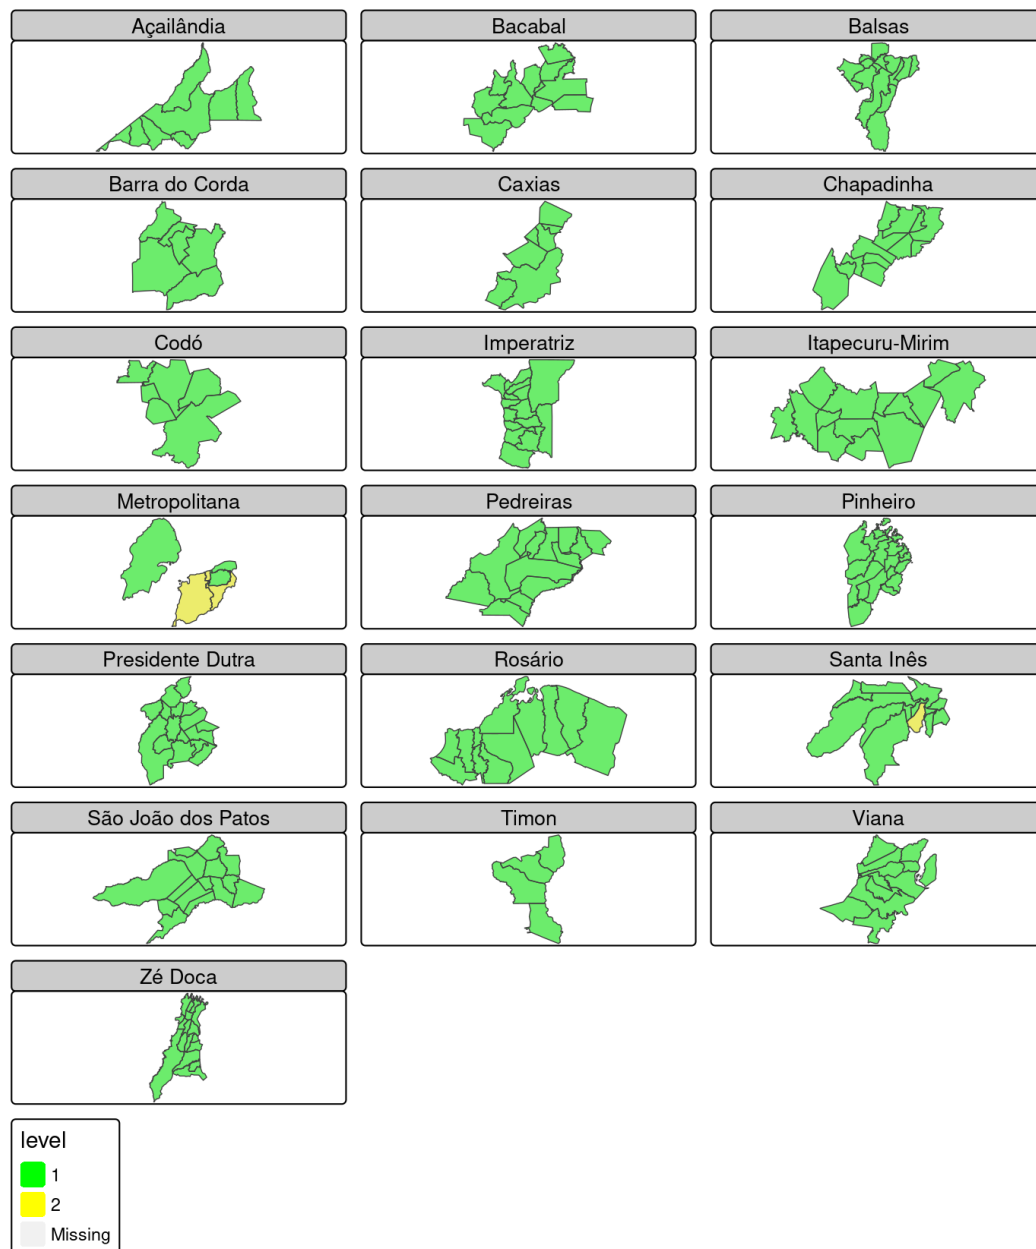 Açailândia
Bacabal
Balsas
Barra do Corda
Caxias
Chapadinha
Codó
Imperatriz
Itapecuru-Mirim
Metropolitana
Pedreiras
Pinheiro
Presidente Dutra
Rosário
Santa Inês
São João dos Patos
Timon
Viana
Zé Doca
level
1
2
Missing